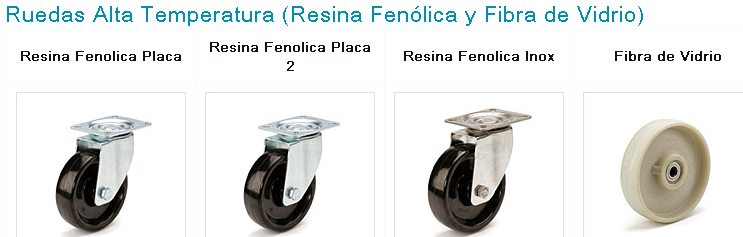 Ruedas Alta Temperatura (Resina Fenólica y Fibra de Vidrio)
Resina Fenolica Placa
Resina Fenolica Placa
2
Resina Fenolica Inox
Fibra de Vidrio